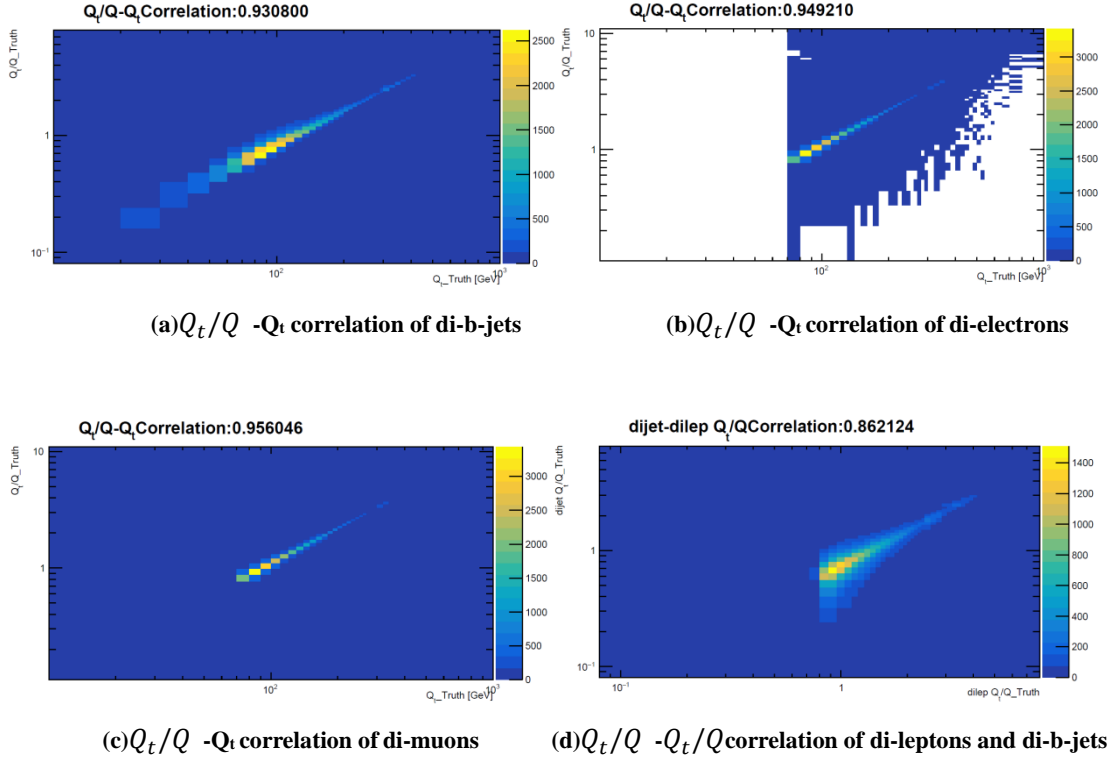 Qt/Q-QtCorrelation:0.930800
Qt/Q_Truth
1
10⁻¹
10²
10³
Qt_Truth [GeV]
2500
2000
1500
1000
500
0
(a)Qt/Q -Qt correlation of di-b-jets
Qt/Q-QtCorrelation:0.949210
Qt/Q_Truth
10
1
10²
10³
Qt_Truth [GeV]
3000
2500
2000
1500
1000
500
0
(b)Qt/Q -Qt correlation of di-electrons
Qt/Q-QtCorrelation:0.956046
Qt/Q_Truth
10
1
10²
10³
Qt_Truth [GeV]
3000
2500
2000
1500
1000
500
0
(c)Qt/Q -Qt correlation of di-muons
dijet-dilep Qt/QCorrelation:0.862124
dijet Qt/Q_Truth
1
10⁻¹
10⁻¹
1
dilep Qt/Q_Truth
1400
1200
1000
800
600
400
200
0
(d)Qt/Q -Qt/Qcorrelation of di-leptons and di-b-jets